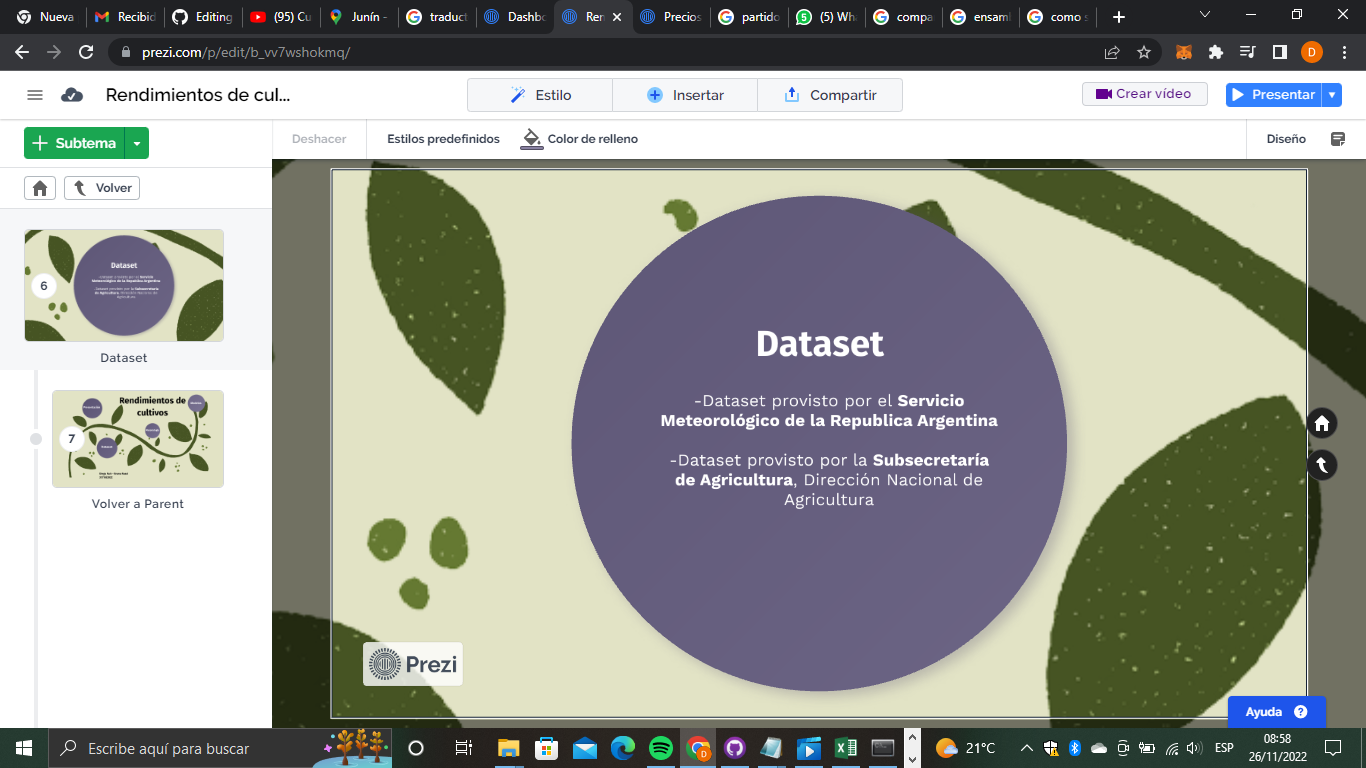 Nueva
Recibid
Editing
(95) Cu
Junín -
traduct
Dashbo
Ren
Precios
partido
(5) Wha
compa
ensaml
como s
prezi.com/p/edit/b_vv7wshokmq/
D
Rendimientos de cul...
Estilo
Insertar
Compartir
Crear vídeo
Presentar
Subtema
Deshacer
Estilos predefinidos
Color de relleno
Diseño
Volver
6
Dataset
Dataset
7
Rendimientos de
cultivos
Volver a Parent
Dataset
-Dataset provisto por el Servicio
Meteorológico de la Republica Argentina
-Dataset provisto por la Subsecretaría
de Agricultura, Dirección Nacional de
Agricultura
Prezi
Ayuda ?
Escribe aquí para buscar
21°C
ESP
08:58
26/11/2022